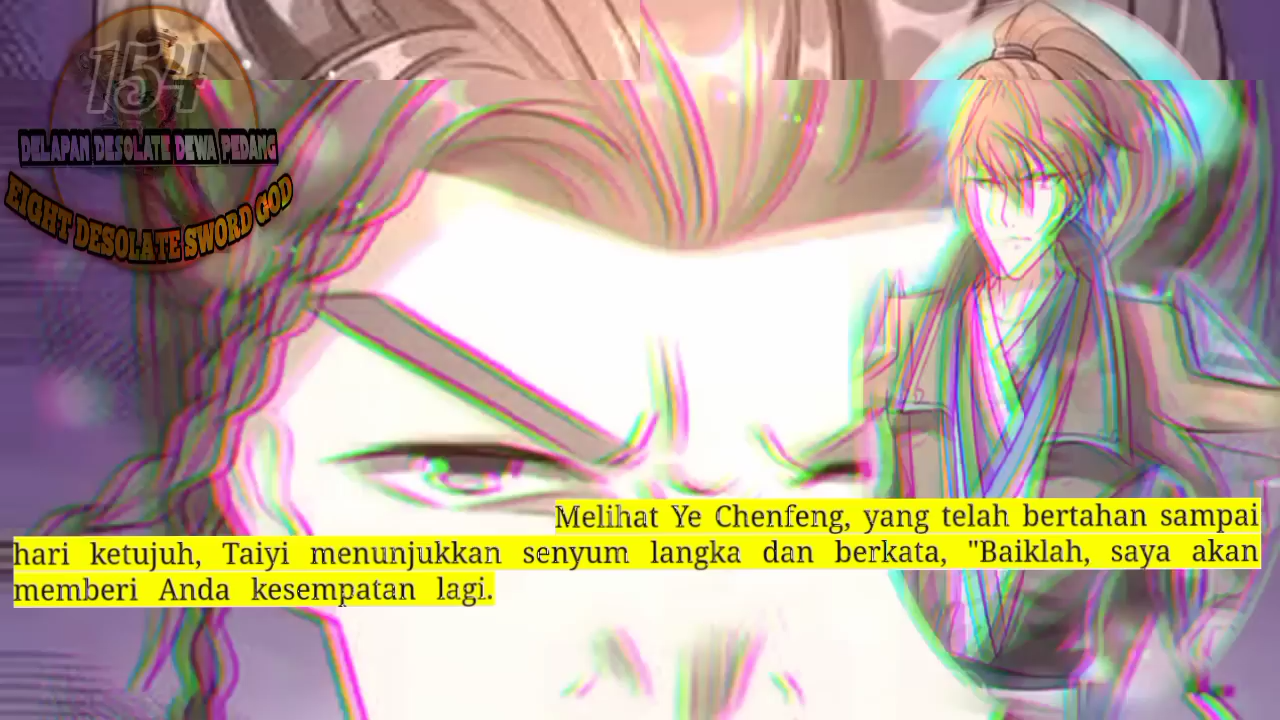 154
DELAPAN DESOLATE DEWA PEDANG
EIGHT DESOLATE SWORD GOD
Melihat Ye Chenfeng, yang telah bertahan sampai
hari ketujuh, Taiyi menunjukkan senyum langka dan berkata, "Baiklah, saya akan
memberi Anda kesempatan lagi.